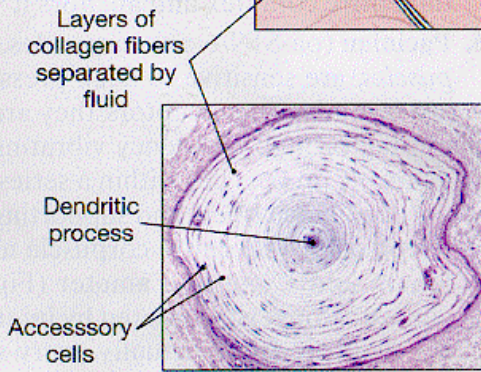 Layers of
collagen fibers
separated by
fluid
Dendritic
process
Accesssory
cells